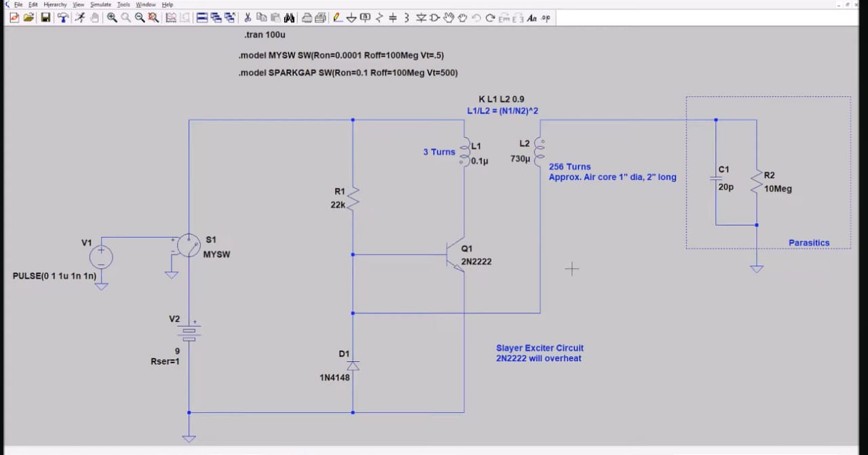 File Edit Hierarchy View Simulate Tools Window Help
.tran 100u
.model MYSW SW(Ron=0.0001 Roff=100Meg Vt=.5)
.model SPARKGAP SW(Ron=0.1 Roff=100Meg Vt=500)
K L1 L2 0.9
L1/L2 = (N1/N2)^2
3 Turns
L1
0.1µ
L2
730µ
256 Turns
Approx. Air core 1" dia, 2" long
C1
20p
R2
10Meg
Parasitics
R1
22k
V1
PULSE(0 1 1u 1n 1n)
S1
MYSW
Q1
2N2222
V2
9
Rser=1
D1
1N4148
Slayer Exciter Circuit
2N2222 will overheat